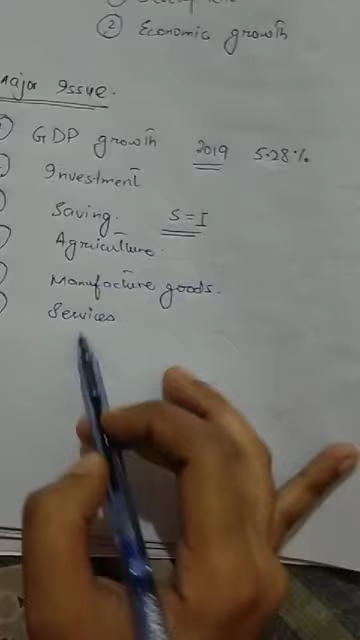 ② Economic growth
Major Issue.
GDP growth 2019 5.28%
Investment
Saving. S = I
Agriculture.
Manufacture goods.
Services